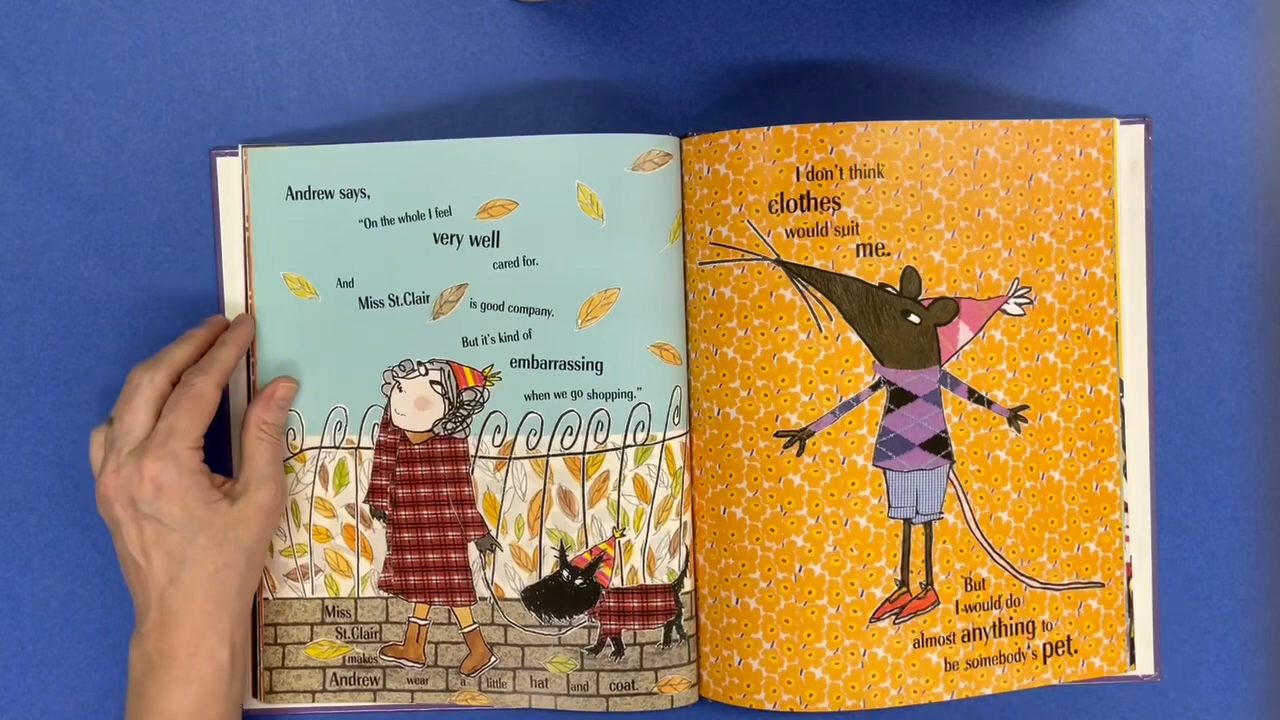 Andrew says,
"On the whole I feel
very well
cared for.
And
Miss St.Clair is good company.
But it's kind of
embarrassing
when we go shopping."
Miss
St.Clair
makes
Andrew wear a little hat and coat.
I don't think
clothes
would suit
me.
But
I would do
almost anything to
be somebody's pet.